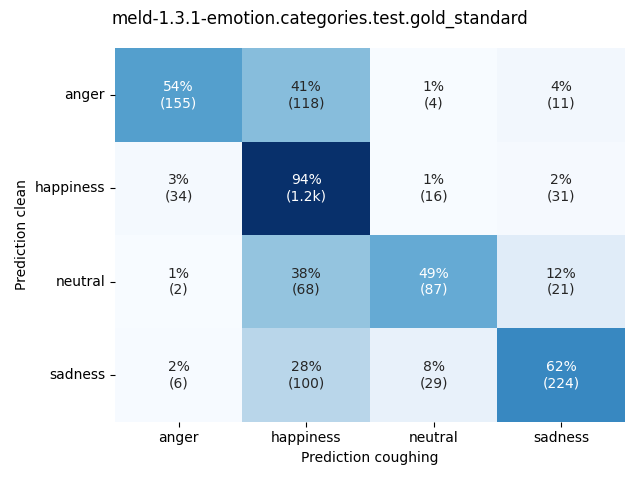 meld-1.3.1-emotion.categories.test.gold_standard
Prediction clean
anger
54%
(155)
41%
(118)
1%
(4)
4%
(11)
happiness
3%
(34)
94%
(1.2k)
1%
(16)
2%
(31)
neutral
1%
(2)
38%
(68)
49%
(87)
12%
(21)
sadness
2%
(6)
28%
(100)
8%
(29)
62%
(224)
anger
happiness
neutral
sadness
Prediction coughing